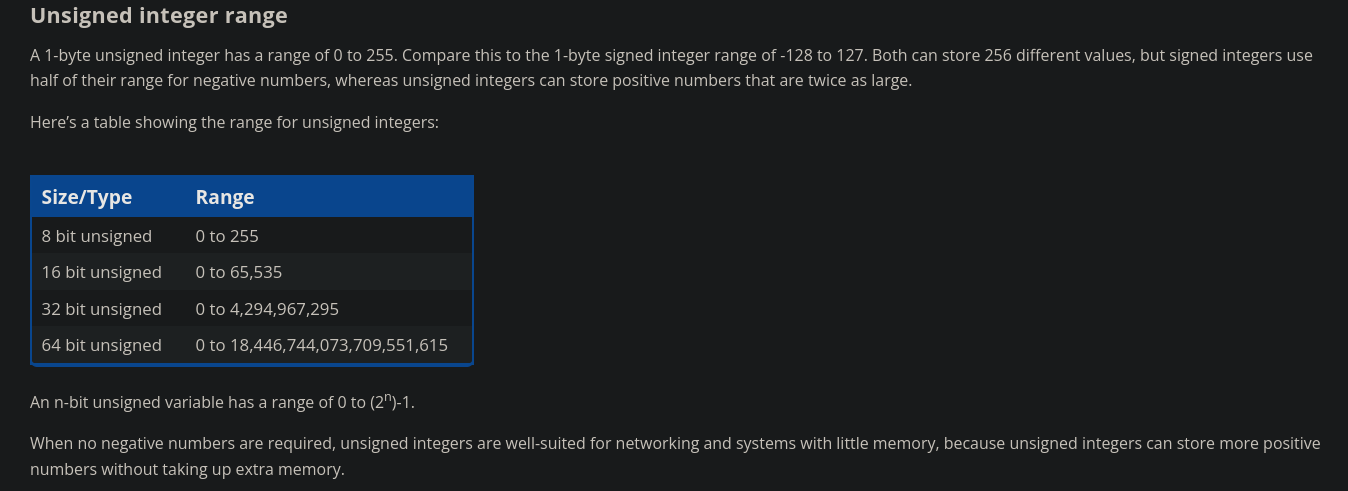 Unsigned integer range
A 1-byte unsigned integer has a range of 0 to 255. Compare this to the 1-byte signed integer range of -128 to 127. Both can store 256 different values, but signed integers use
half of their range for negative numbers, whereas unsigned integers can store positive numbers that are twice as large.
Here’s a table showing the range for unsigned integers:
Size/Type Range
8 bit unsigned 0 to 255
16 bit unsigned 0 to 65,535
32 bit unsigned 0 to 4,294,967,295
64 bit unsigned 0 to 18,446,744,073,709,551,615
An n-bit unsigned variable has a range of 0 to (2ⁿ)-1.
When no negative numbers are required, unsigned integers are well-suited for networking and systems with little memory, because unsigned integers can store more positive
numbers without taking up extra memory.